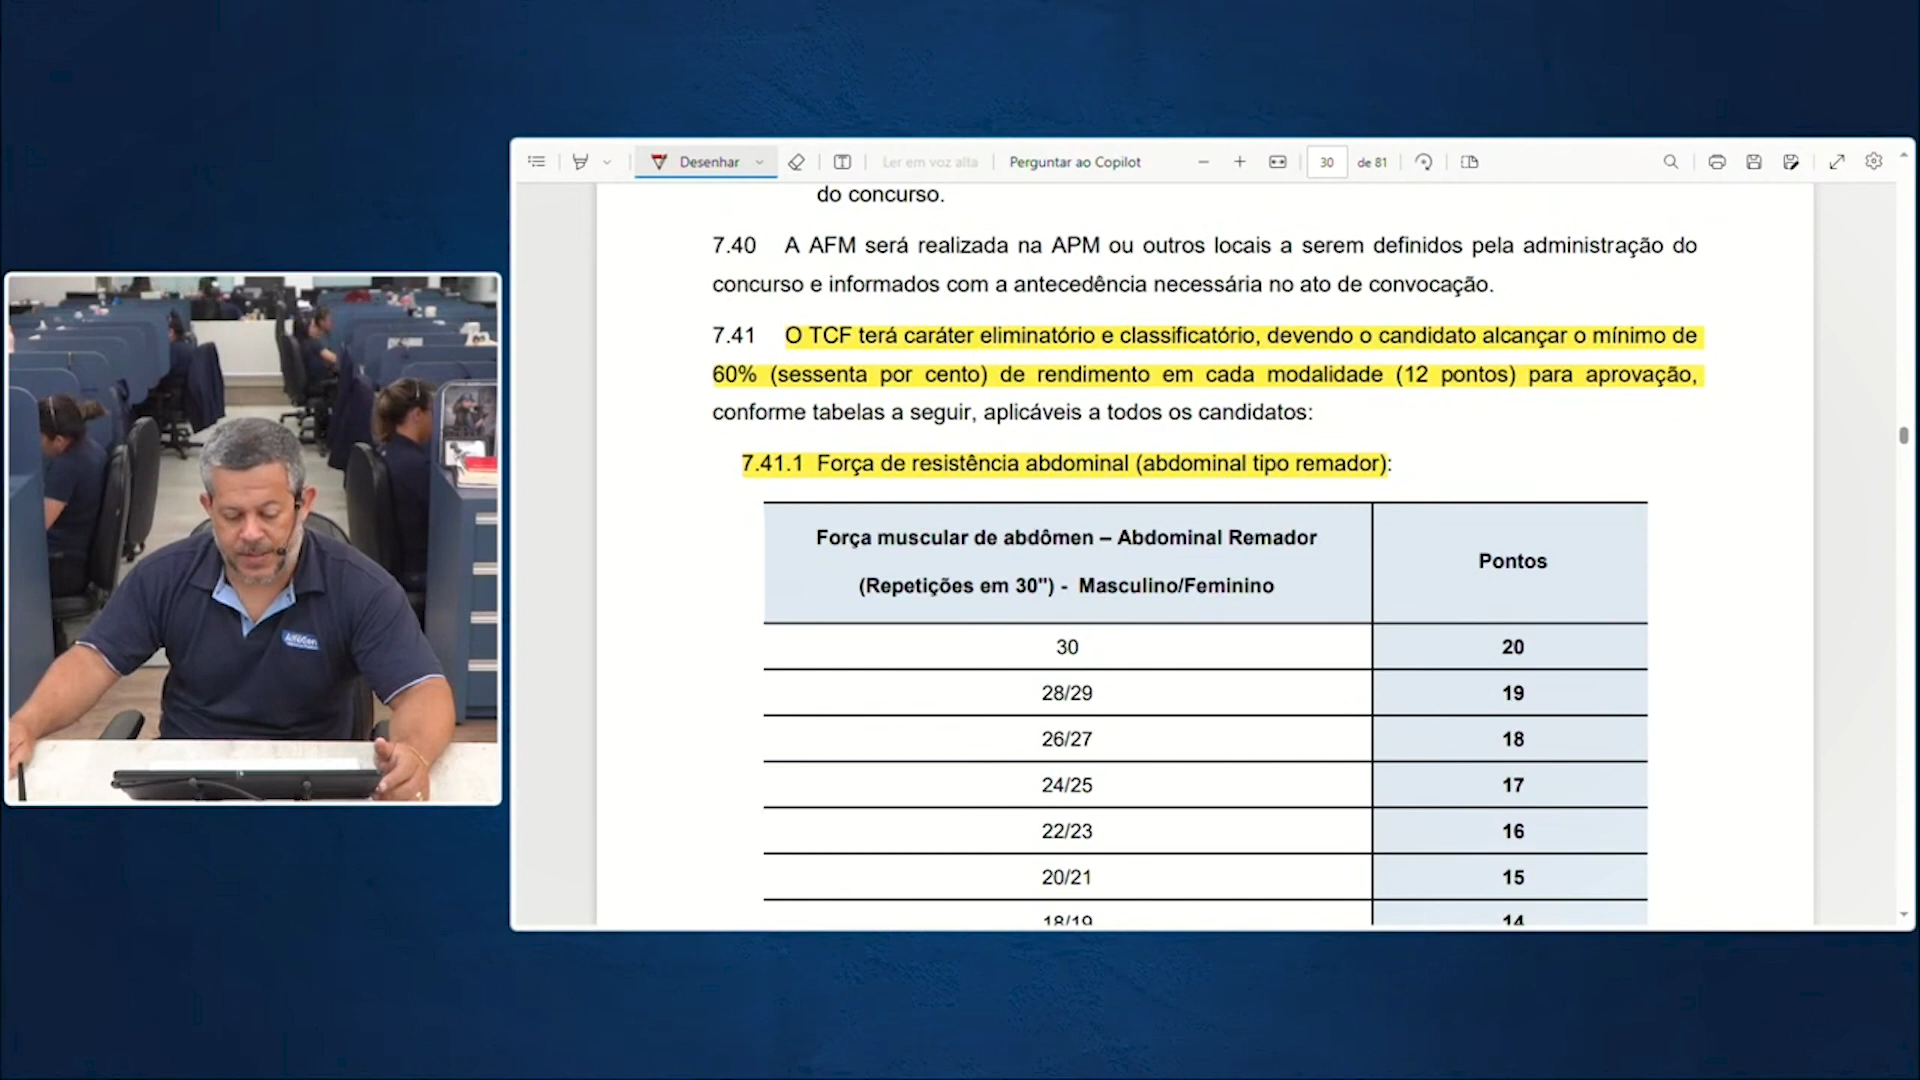 Desenhar
Ler em voz alta
Perguntar ao Copilot
30
de 81
do concurso.
7.40 A AFM será realizada na APM ou outros locais a serem definidos pela administração do
concurso e informados com a antecedência necessária no ato de convocação.
7.41 O TCF terá caráter eliminatório e classificatório, devendo o candidato alcançar o mínimo de
60% (sessenta por cento) de rendimento em cada modalidade (12 pontos) para aprovação,
conforme tabelas a seguir, aplicáveis a todos os candidatos:
7.41.1 Força de resistência abdominal (abdominal tipo remador):
Força muscular de abdômen – Abdominal Remador
(Repetições em 30") - Masculino/Feminino
Pontos
30 20
28/29 19
26/27 18
24/25 17
22/23 16
20/21 15
18/19 14
AlfaCon